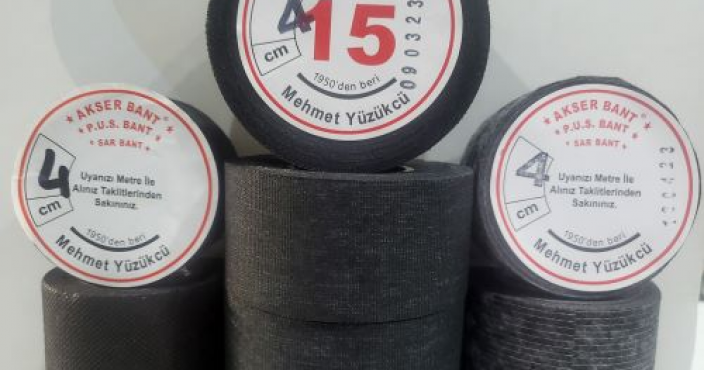 4
cm
15
090323
1950'den beri
Mehmet Yüzükcü
* AKSER BANT *
* P.U.S. BANT *
* SAR BANT *
4
cm
Uyanızı Metre İle
Alınız Taklitlerinden
Sakınınız.
1950'den beri
Mehmet Yüzükcü
* AKSER BANT *
* P.U.S. BANT *
* SAR BANT *
4
cm
Uyanızı Metre İle
Alınız Taklitlerinden
Sakınınız.
1950'den beri
Mehmet Yüzükcü